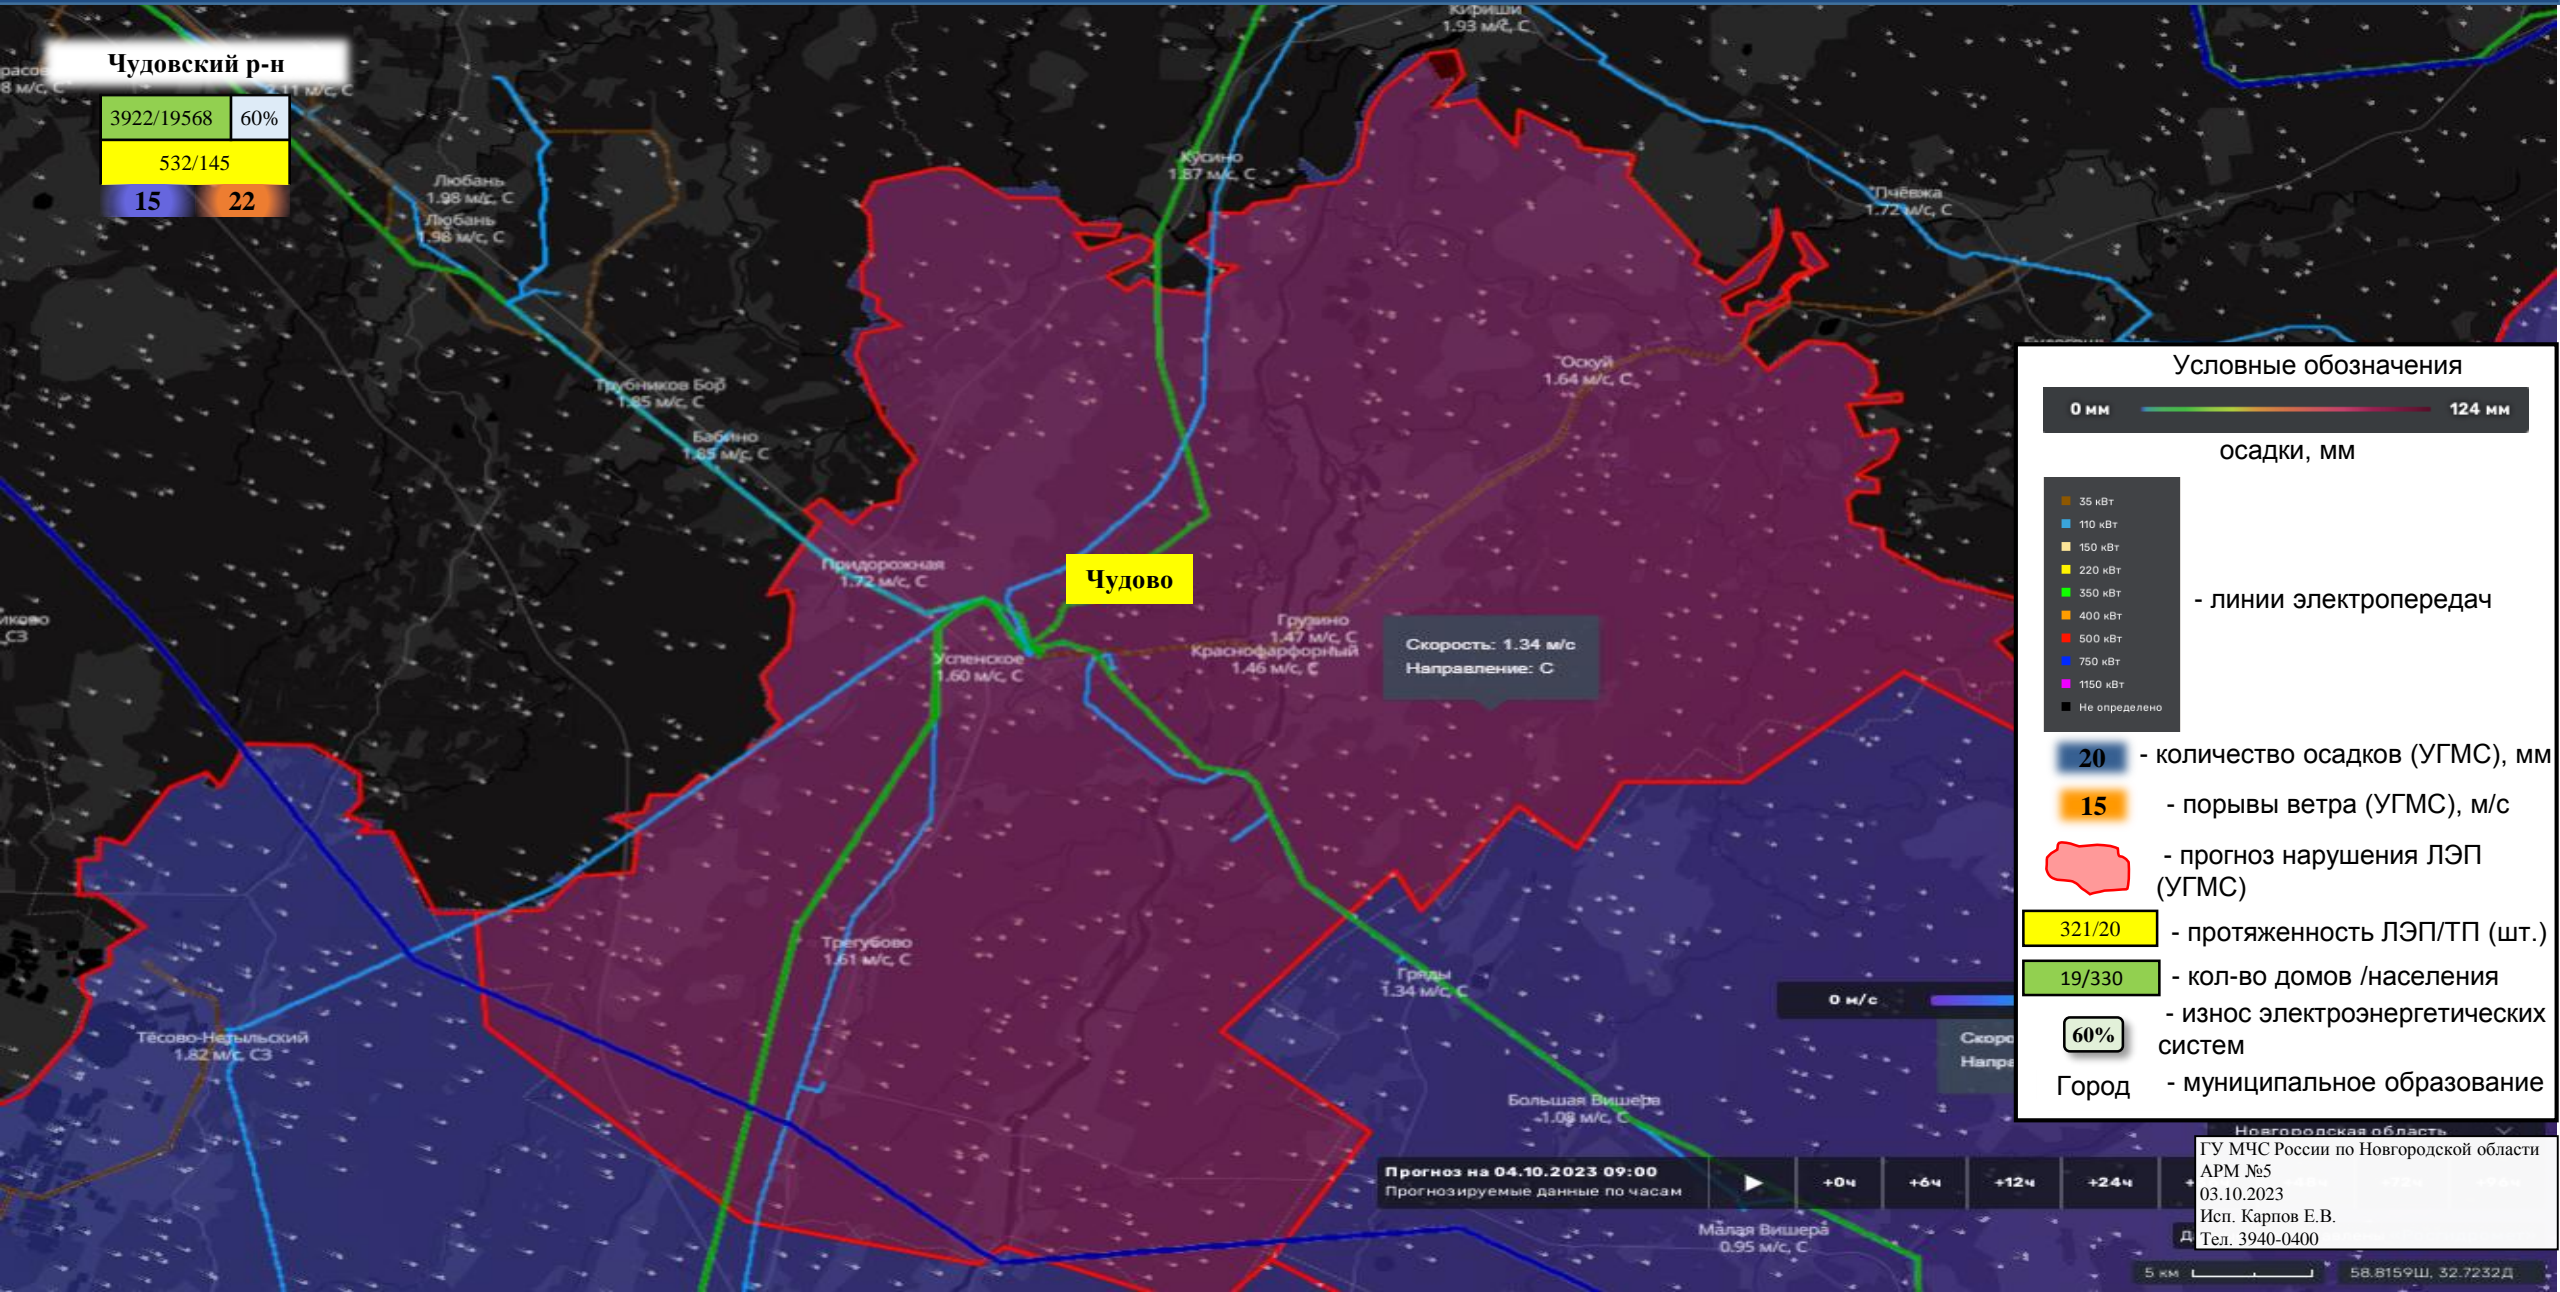 Чудовский р-н
3922/19568 60%
532/145
15 22
2.11 м/с, С
8 м/с, С
Кириши
1.93 м/с, С
Любань
1.98 м/с, С
Любань
1.98 м/с, С
Кусино
1.87 м/с, С
Пчёвжа
1.72 м/с, С
Трубников Бор
1.85 м/с, С
Бабино
1.85 м/с, С
Оскуй
1.64 м/с, С
Придорожная
1.72 м/с, С
Чудово
Грузино
1.47 м/с, С
Краснофарфорный
1.46 м/с, С
Скорость: 1.34 м/с
Направление: С
Успенское
1.60 м/с, С
СЗ
Трегубово
1.61 м/с, С
Гряды
1.34 м/с, С
Тёсово-Нетыльский
1.82 м/с, СЗ
Большая Вишера
1.08 м/с, С
Малая Вишера
0.95 м/с, С
0 м/с
Скоро
Напра
Условные обозначения
0 мм 124 мм
осадки, мм
35 кВт
110 кВт
150 кВт
220 кВт
350 кВт
400 кВт
500 кВт
750 кВт
1150 кВт
Не определено
- линии электропередач
20 - количество осадков (УГМС), мм
15 - порывы ветра (УГМС), м/с
- прогноз нарушения ЛЭП
(УГМС)
321/20 - протяженность ЛЭП/ТП (шт.)
19/330 - кол-во домов /населения
60% - износ электроэнергетических
систем
Город - муниципальное образование
Новгородская область
Прогноз на 04.10.2023 09:00
Прогнозируемые данные по часам
+0ч +6ч +12ч +24ч
ГУ МЧС России по Новгородской области
АРМ №5
03.10.2023
Исп. Карпов Е.В.
Тел. 3940-0400
5 км 58.8159Ш, 32.7232Д